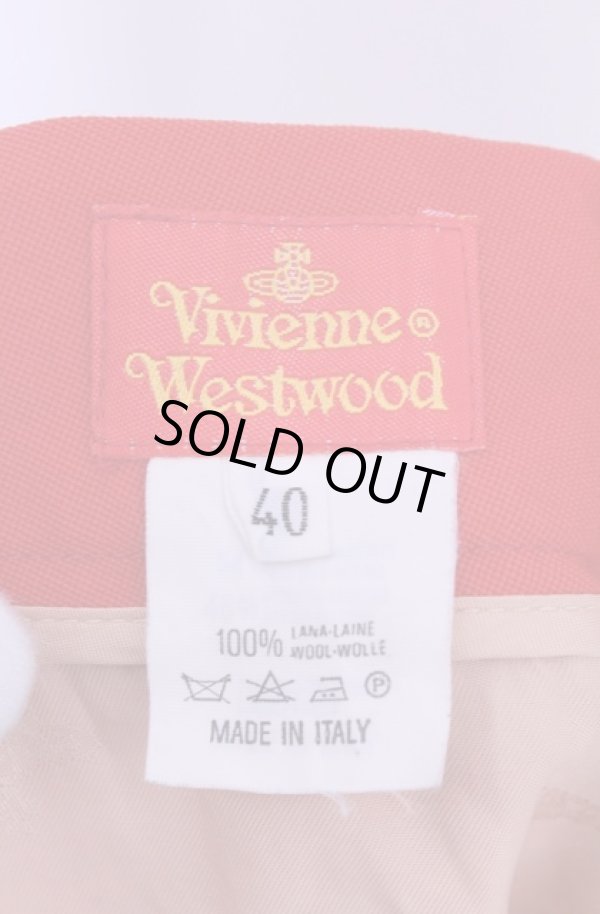 Vivienne ®
Westwood
SOLD OUT
40
100% LANA-LAINE
WOOL-WOLLE
P
MADE IN ITALY